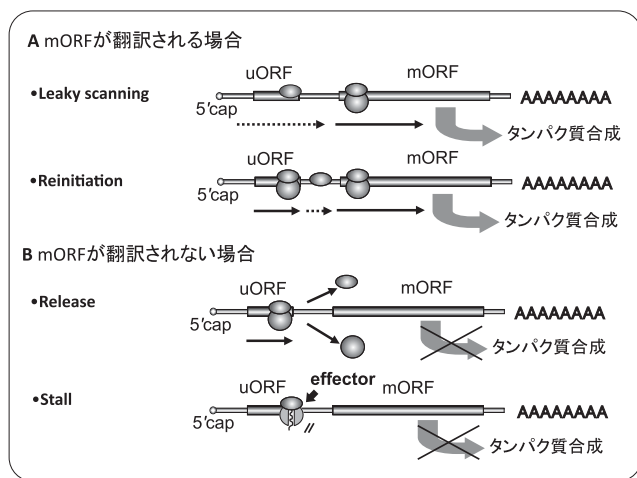 A mORFが翻訳される場合
uORF mORF
•Leaky scanning
AAAAAAAA
5′cap
タンパク質合成
uORF mORF
•Reinitiation
AAAAAAAA
5′cap
タンパク質合成
B mORFが翻訳されない場合
uORF mORF
•Release
AAAAAAAA
5′cap
タンパク質合成
effector
uORF mORF
•Stall
AAAAAAAA
5′cap
タンパク質合成